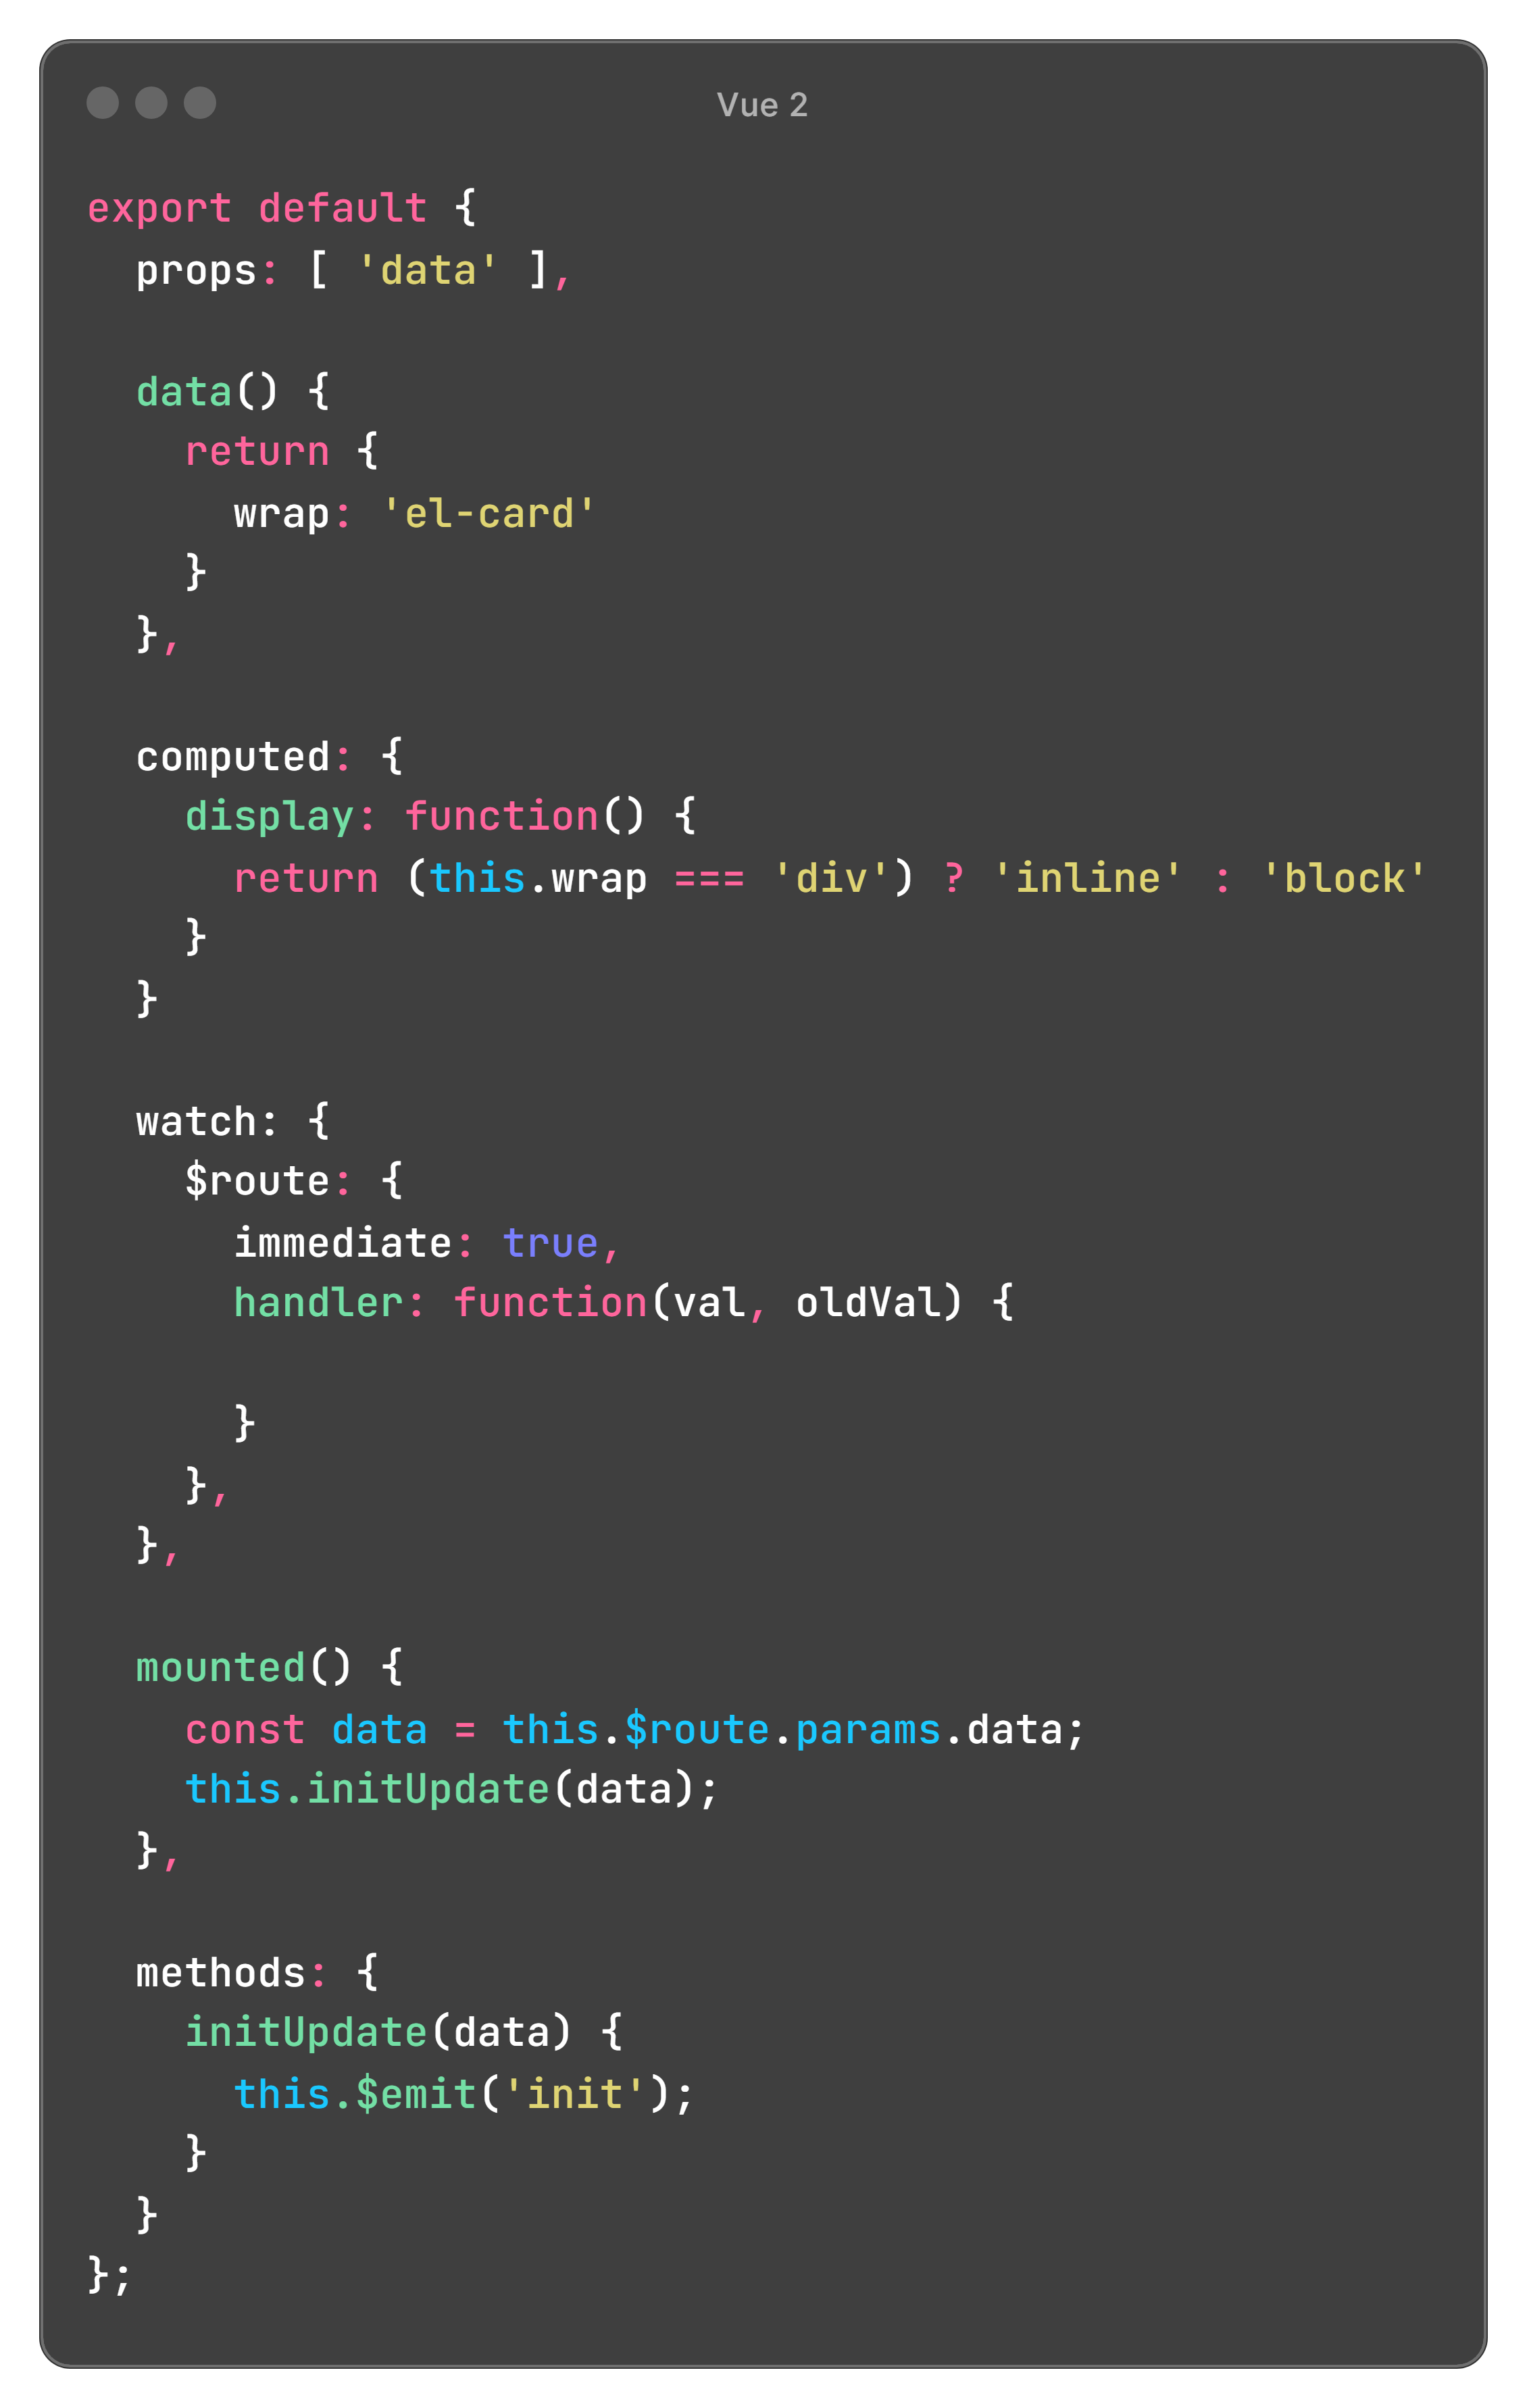 Vue 2
export default {
  props: [ 'data' ],

  data() {
    return {
      wrap: 'el-card'
    }
  },

  computed: {
    display: function() {
      return (this.wrap === 'div') ? 'inline' : 'block'
    }
  }

  watch: {
    $route: {
      immediate: true,
      handler: function(val, oldVal) {

      }
    },
  },

  mounted() {
    const data = this.$route.params.data;
    this.initUpdate(data);
  },

  methods: {
    initUpdate(data) {
      this.$emit('init');
    }
  }
};